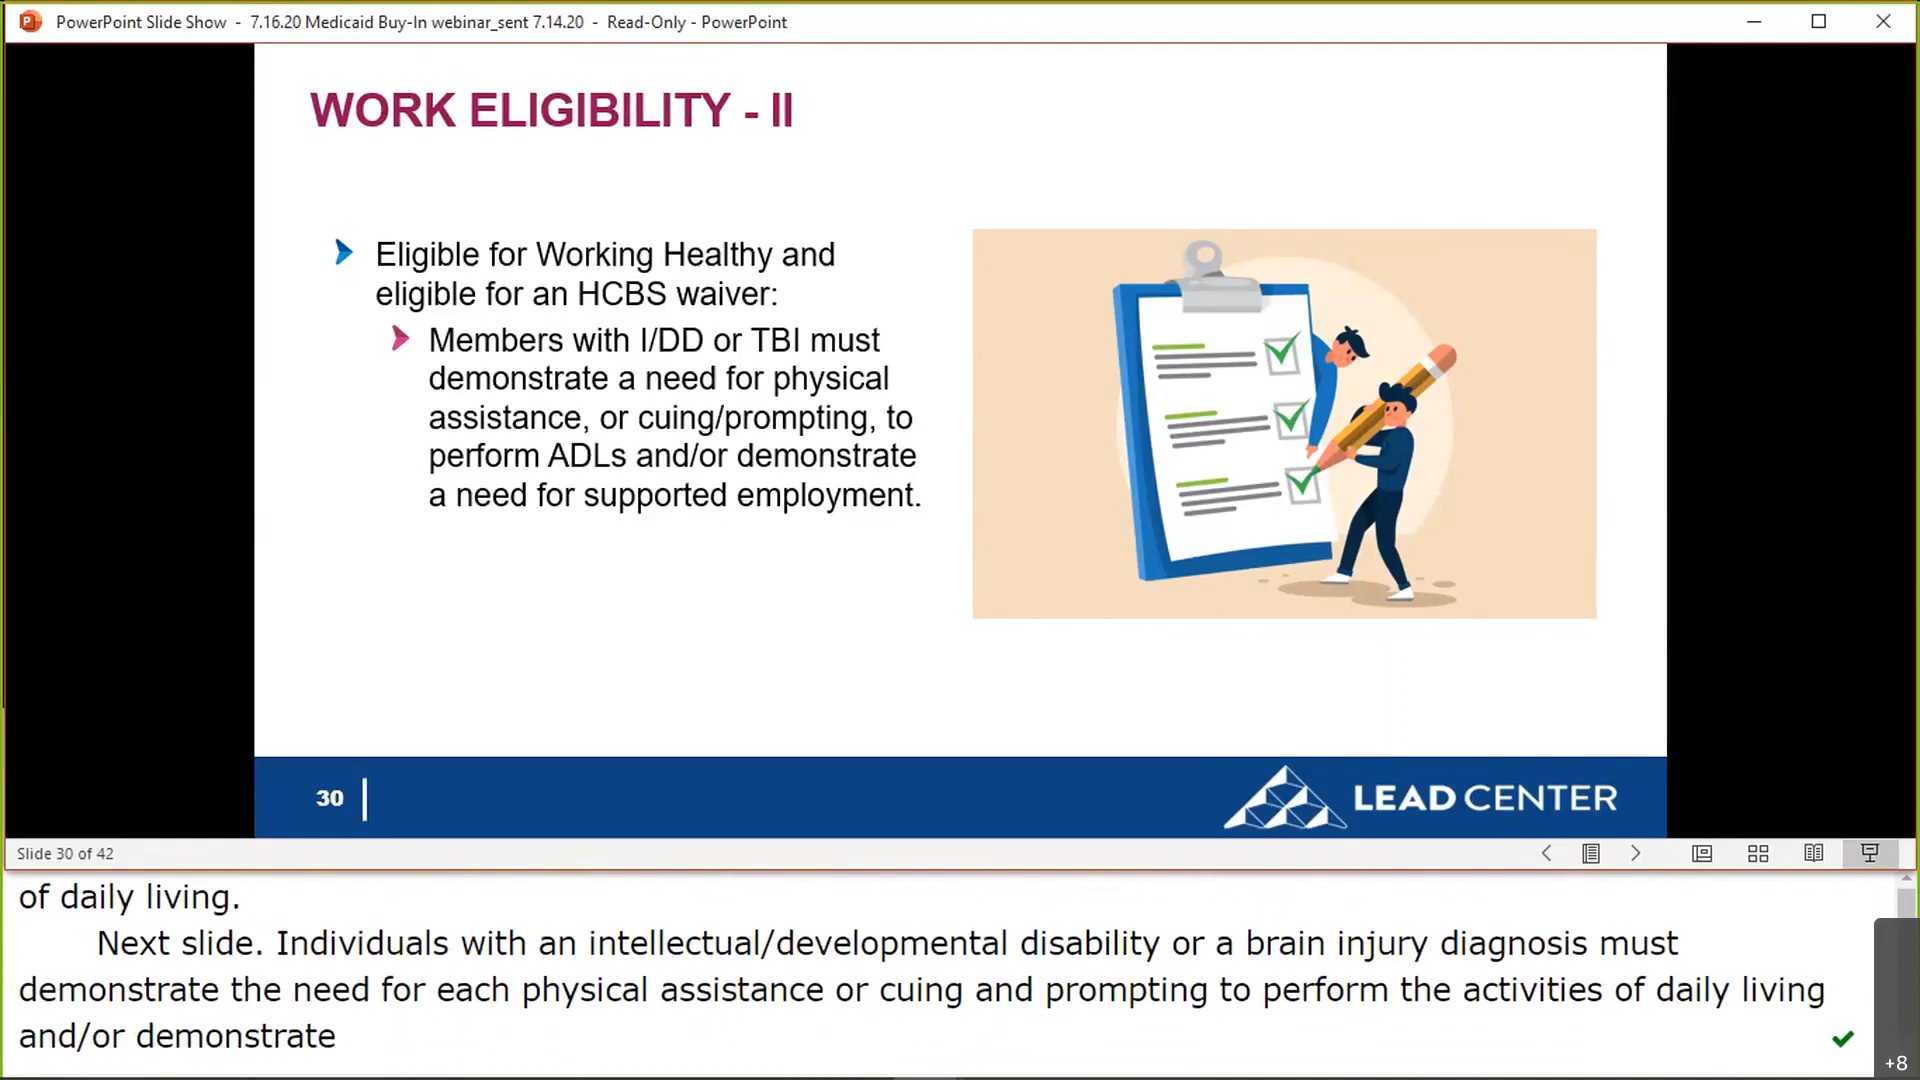 PowerPoint Slide Show - 7.16.20 Medicaid Buy-In webinar_sent 7.14.20 - Read-Only - PowerPoint
WORK ELIGIBILITY - II
Eligible for Working Healthy and
eligible for an HCBS waiver:
Members with I/DD or TBI must
demonstrate a need for physical
assistance, or cuing/prompting, to
perform ADLs and/or demonstrate
a need for supported employment.
30
LEAD CENTER
Slide 30 of 42
of daily living.
Next slide. Individuals with an intellectual/developmental disability or a brain injury diagnosis must
demonstrate the need for each physical assistance or cuing and prompting to perform the activities of daily living
and/or demonstrate
+8